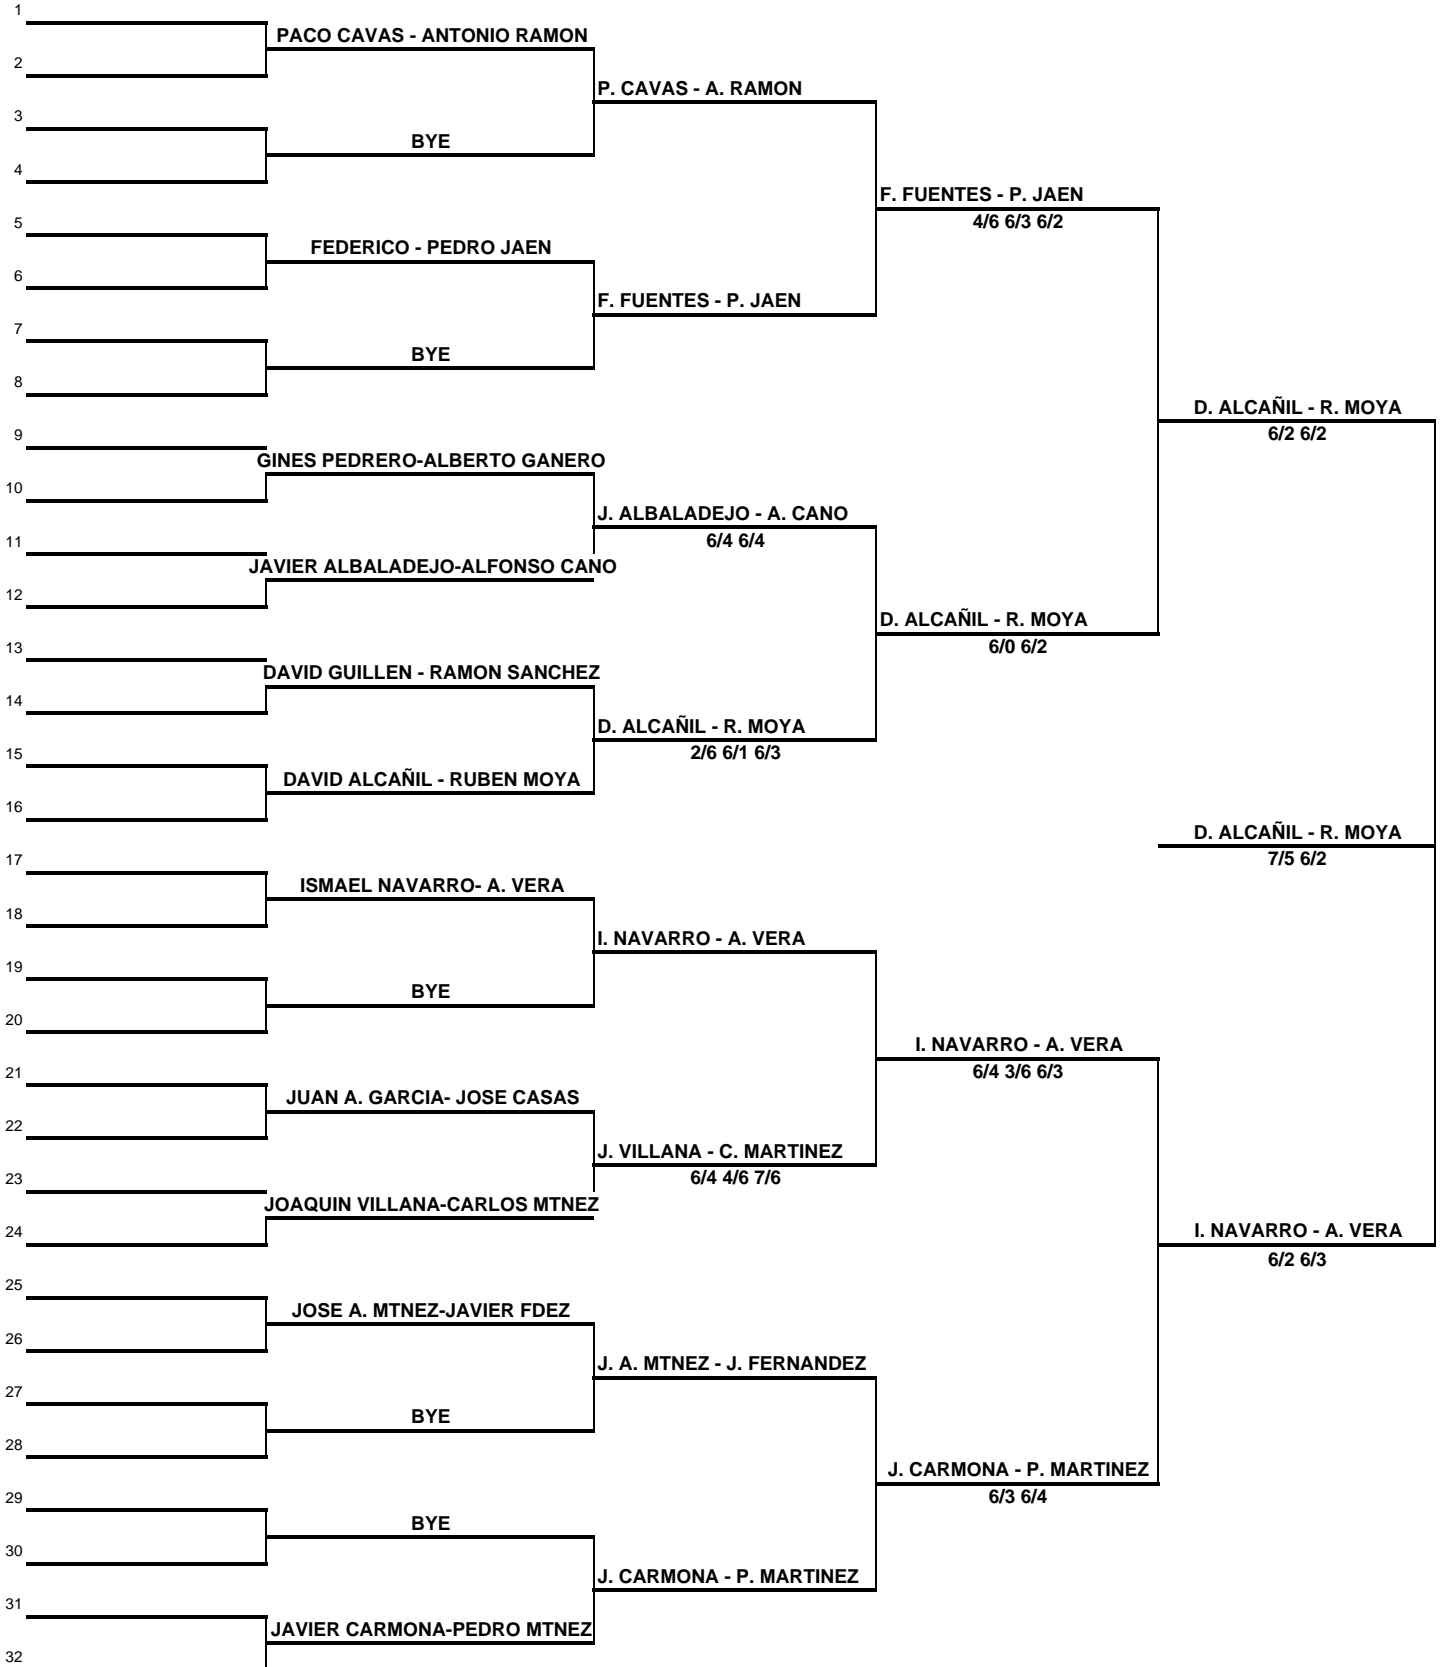 1
PACO CAVAS - ANTONIO RAMON
2
P. CAVAS - A. RAMON
3
BYE
4
F. FUENTES - P. JAEN
4/6 6/3 6/2
5
FEDERICO - PEDRO JAEN
6
F. FUENTES - P. JAEN
7
BYE
8
D. ALCAÑIL - R. MOYA
6/2 6/2
9
GINES PEDRERO-ALBERTO GANERO
10
J. ALBALADEJO - A. CANO
6/4 6/4
11
JAVIER ALBALADEJO-ALFONSO CANO
12
D. ALCAÑIL - R. MOYA
6/0 6/2
13
DAVID GUILLEN - RAMON SANCHEZ
14
D. ALCAÑIL - R. MOYA
2/6 6/1 6/3
15
DAVID ALCAÑIL - RUBEN MOYA
16
D. ALCAÑIL - R. MOYA
7/5 6/2
17
ISMAEL NAVARRO- A. VERA
18
I. NAVARRO - A. VERA
19
BYE
20
I. NAVARRO - A. VERA
6/4 3/6 6/3
21
JUAN A. GARCIA- JOSE CASAS
22
J. VILLANA - C. MARTINEZ
6/4 4/6 7/6
23
JOAQUIN VILLANA-CARLOS MTNEZ
24
I. NAVARRO - A. VERA
6/2 6/3
25
JOSE A. MTNEZ-JAVIER FDEZ
26
J. A. MTNEZ - J. FERNANDEZ
27
BYE
28
J. CARMONA - P. MARTINEZ
6/3 6/4
29
BYE
30
J. CARMONA - P. MARTINEZ
31
JAVIER CARMONA-PEDRO MTNEZ
32